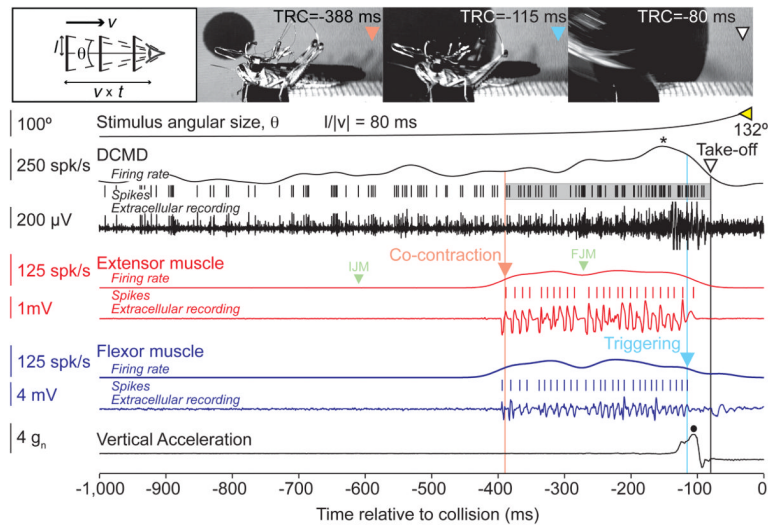 v
l
θ
v x t
TRC=-388 ms
TRC=-115 ms
TRC=-80 ms
100º
Stimulus angular size, θ
l/|v| = 80 ms
132º
250 spk/s
DCMD
*
Take-off
Firing rate
Spikes
200 µV
Extracellular recording
Co-contraction
IJM
FJM
125 spk/s
Extensor muscle
Firing rate
Spikes
1mV
Extracellular recording
Triggering
125 spk/s
Flexor muscle
Firing rate
Spikes
4 mV
Extracellular recording
4 gn
Vertical Acceleration
-1,000 -900 -800 -700 -600 -500 -400 -300 -200 -100 0
Time relative to collision (ms)